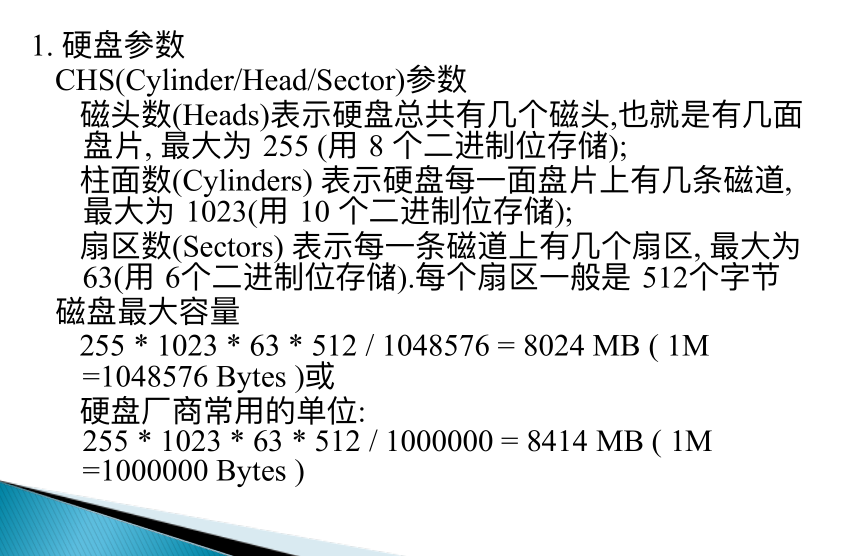 1. 硬盘参数
CHS(Cylinder/Head/Sector)参数
磁头数(Heads)表示硬盘总共有几个磁头,也就是有几面
盘片, 最大为 255 (用 8 个二进制位存储);
柱面数(Cylinders) 表示硬盘每一面盘片上有几条磁道,
最大为 1023(用 10 个二进制位存储);
扇区数(Sectors) 表示每一条磁道上有几个扇区, 最大为
63(用 6个二进制位存储).每个扇区一般是 512个字节
磁盘最大容量
255 * 1023 * 63 * 512 / 1048576 = 8024 MB ( 1M
=1048576 Bytes )或
硬盘厂商常用的单位:
255 * 1023 * 63 * 512 / 1000000 = 8414 MB ( 1M
=1000000 Bytes )